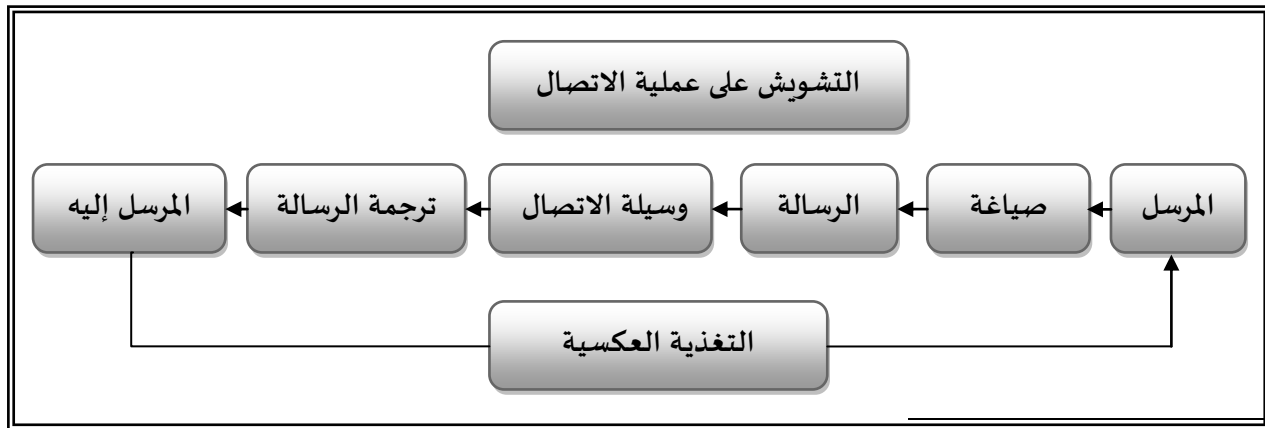 التشويش على عملية الاتصال
المرسل
صياغة
الرسالة
وسيلة الاتصال
ترجمة الرسالة
المرسل إليه
التغذية العكسية